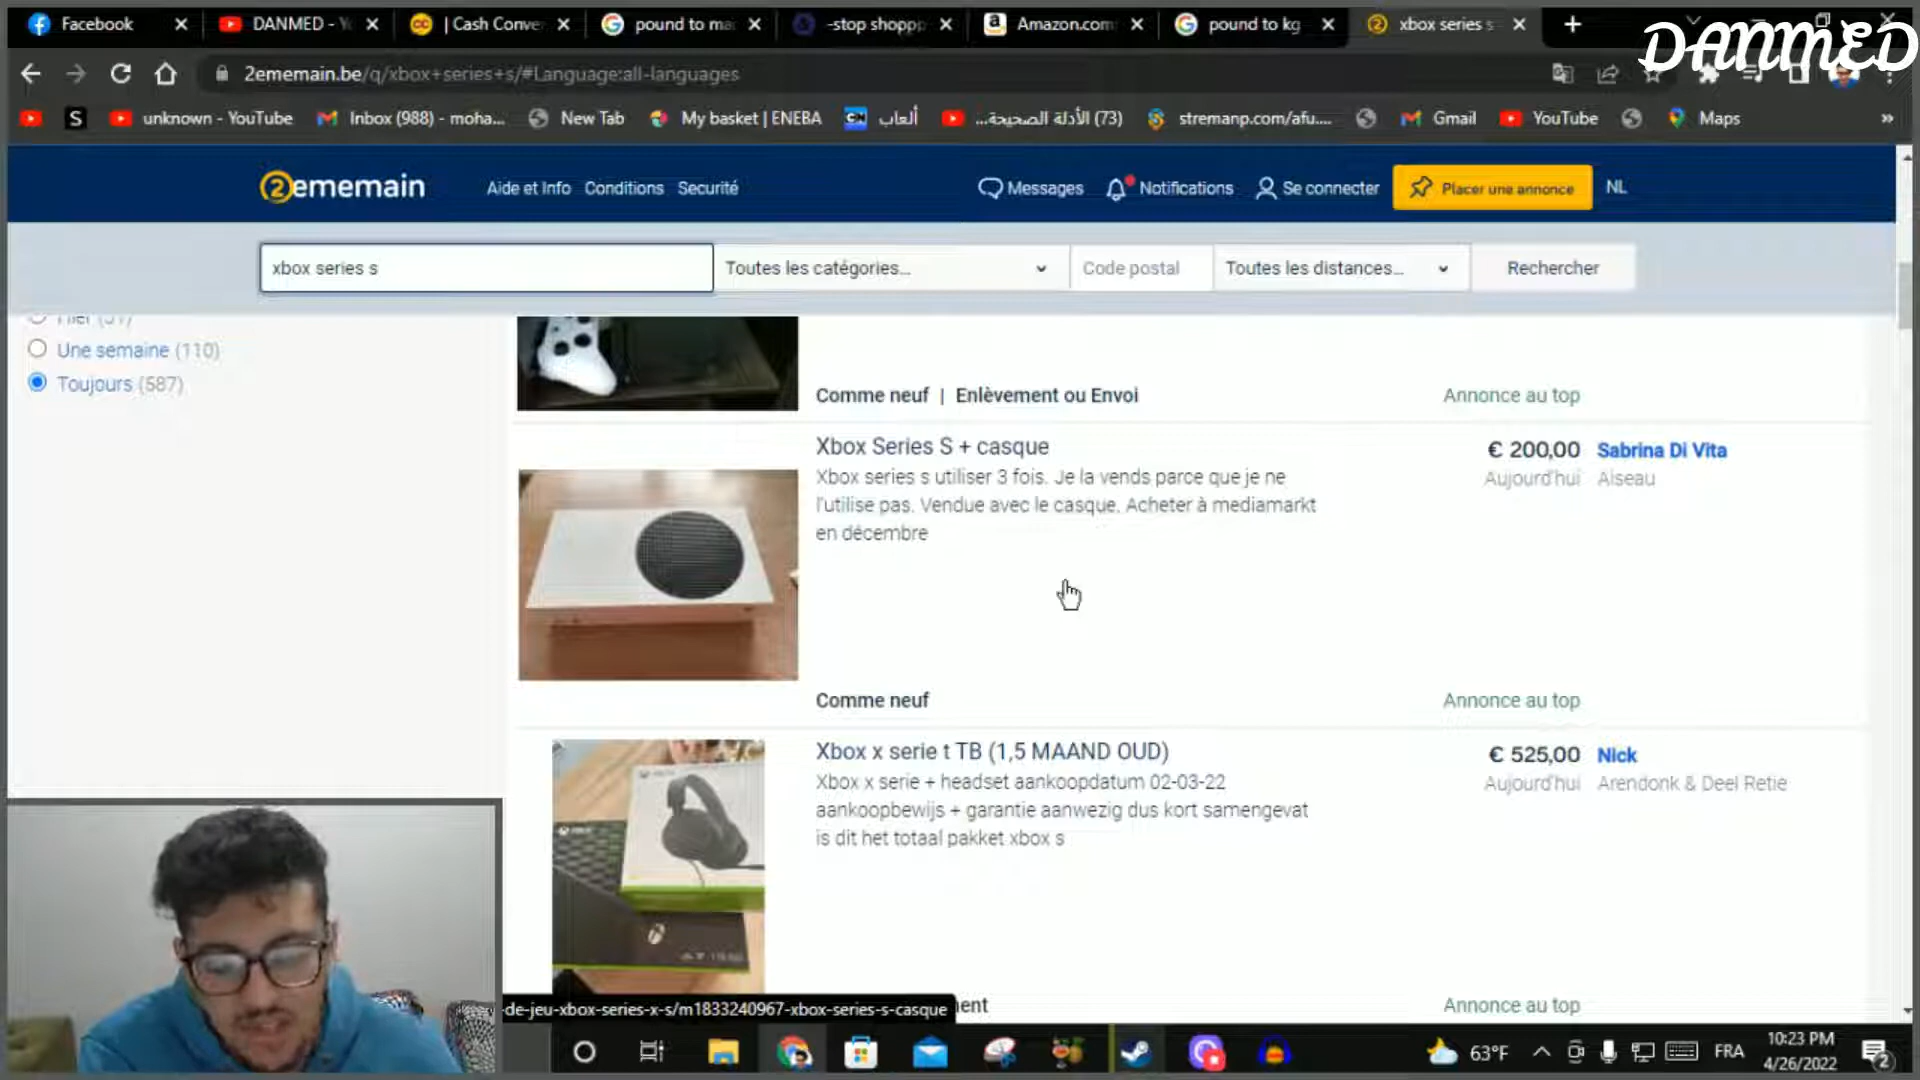 Facebook
DANMED - Y
| Cash Conve
pound to ma
-stop shoppp
Amazon.com
pound to kg
xbox series s
DANMED
2ememain.be/q/xbox+series+s/#Language:all-languages
unknown - YouTube
Inbox (988) - moha...
New Tab
My basket | ENEBA
ألعاب
(73) الأدلة الصحيحة...
stremanp.com/afu....
Gmail
YouTube
Maps
»
2ememain
Aide et Info Conditions Securité
Messages Notifications Se connecter Placer une annonce NL
xbox series s
Toutes les catégories...
Code postal
Toutes les distances...
Rechercher
Hier (51)
Une semaine (110)
Toujours (587)
Comme neuf | Enlèvement ou Envoi
Annonce au top
Xbox Series S + casque
€ 200,00 Sabrina Di Vita
Xbox series s utiliser 3 fois. Je la vends parce que je ne
Aujourd'hui Aiseau
l'utilise pas. Vendue avec le casque. Acheter à mediamarkt
en décembre
Comme neuf
Annonce au top
Xbox x serie t TB (1,5 MAAND OUD)
€ 525,00 Nick
Xbox x serie + headset aankoopdatum 02-03-22
Aujourd'hui Arendonk & Deel Retie
aankoopbewijs + garantie aanwezig dus kort samengevat
is dit het totaal pakket xbox s
-de-jeu-xbox-series-x-s/m1833240967-xbox-series-s-casque
Annonce au top
63°F
FRA
10:23 PM
4/26/2022
2